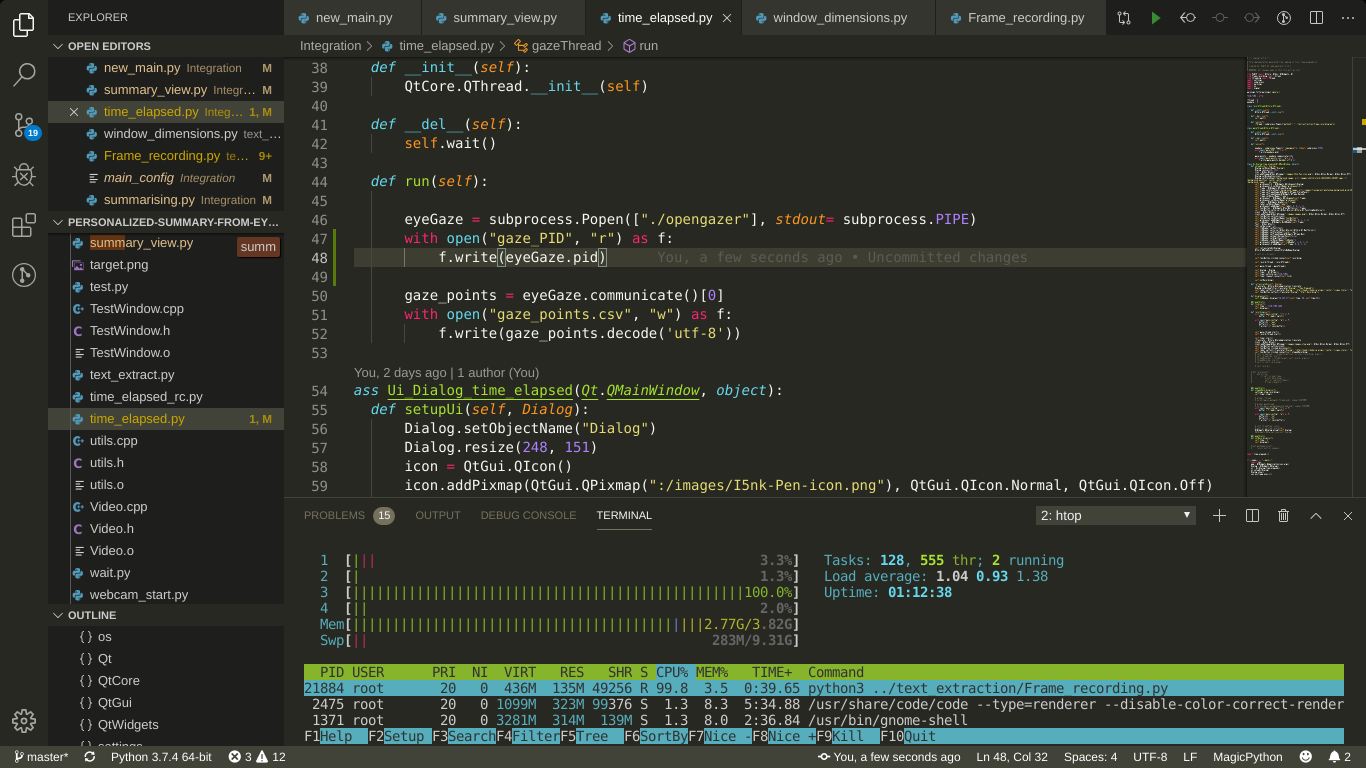 EXPLORER
OPEN EDITORS
new_main.py Integration M
summary_view.py Integr... M
time_elapsed.py Integ... 1, M
window_dimensions.py text_...
Frame_recording.py te... 9+
main_config Integration M
summarising.py Integration M
PERSONALIZED-SUMMARY-FROM-EY...
summary_view.py
summ
target.png
test.py
TestWindow.cpp
TestWindow.h
TestWindow.o
text_extract.py
time_elapsed_rc.py
time_elapsed.py 1, M
utils.cpp
utils.h
utils.o
Video.cpp
Video.h
Video.o
wait.py
webcam_start.py
OUTLINE
{ } os
{ } Qt
{ } QtCore
{ } QtGui
{ } QtWidgets
19
new_main.py summary_view.py time_elapsed.py window_dimensions.py Frame_recording.py
Integration > time_elapsed.py > gazeThread > run
38 def __init__(self):
39 QtCore.QThread.__init__(self)
40
41 def __del__(self):
42 self.wait()
43
44 def run(self):
45
46 eyeGaze = subprocess.Popen(["./opengazer"], stdout= subprocess.PIPE)
47 with open("gaze_PID", "r") as f:
48 f.write(eyeGaze.pid) You, a few seconds ago • Uncommitted changes
49
50 gaze_points = eyeGaze.communicate()[0]
51 with open("gaze_points.csv", "w") as f:
52 f.write(gaze_points.decode('utf-8'))
53
You, 2 days ago | 1 author (You)
54 ass Ui_Dialog_time_elapsed(Qt.QMainWindow, object):
55 def setupUi(self, Dialog):
56 Dialog.setObjectName("Dialog")
57 Dialog.resize(248, 151)
58 icon = QtGui.QIcon()
59 icon.addPixmap(QtGui.QPixmap(":/images/I5nk-Pen-icon.png"), QtGui.QIcon.Normal, QtGui.QIcon.Off)
PROBLEMS 15 OUTPUT DEBUG CONSOLE TERMINAL 2: htop
1 [||| 3.3%] Tasks: 128, 555 thr; 2 running
2 [| 1.3%] Load average: 1.04 0.93 1.38
3 [|||||||||||||||||||||||||||||||||||||||||||||||||100.0%] Uptime: 01:12:38
4 [|| 2.0%]
Mem[||||||||||||||||||||||||||||||||||||||||||||2.77G/3.82G]
Swp[|| 283M/9.31G]
PID USER PRI NI VIRT RES SHR S CPU% MEM% TIME+ Command
21884 root 20 0 436M 135M 49256 R 99.8 3.5 0:39.65 python3 ../text_extraction/Frame_recording.py
2475 root 20 0 1099M 323M 99376 S 1.3 8.3 5:34.88 /usr/share/code/code --type=renderer --disable-color-correct-render
1371 root 20 0 3281M 314M 139M S 1.3 8.0 2:36.84 /usr/bin/gnome-shell
F1Help F2Setup F3SearchF4FilterF5Tree F6SortByF7Nice -F8Nice +F9Kill F10Quit
master* Python 3.7.4 64-bit 3 12 You, a few seconds ago Ln 48, Col 32 Spaces: 4 UTF-8 LF MagicPython 2